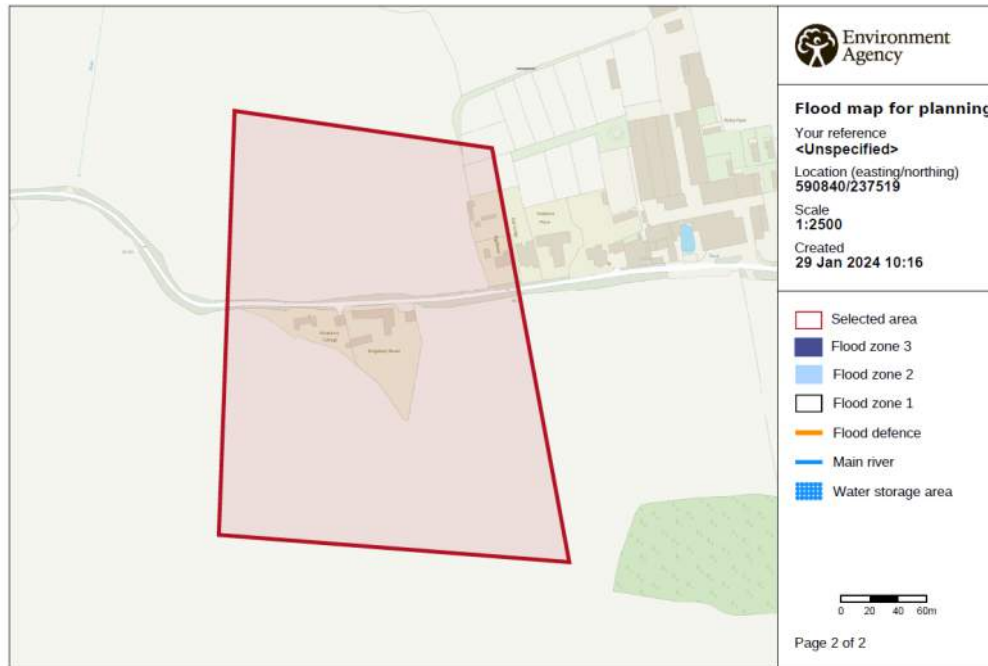 Environment
Agency
Flood map for planning
Your reference
<Unspecified>
Location (easting/northing)
590840/237519
Scale
1:2500
Created
29 Jan 2024 10:16
Selected area
Flood zone 3
Flood zone 2
Flood zone 1
Flood defence
Main river
Water storage area
0 20 40 60m
Page 2 of 2